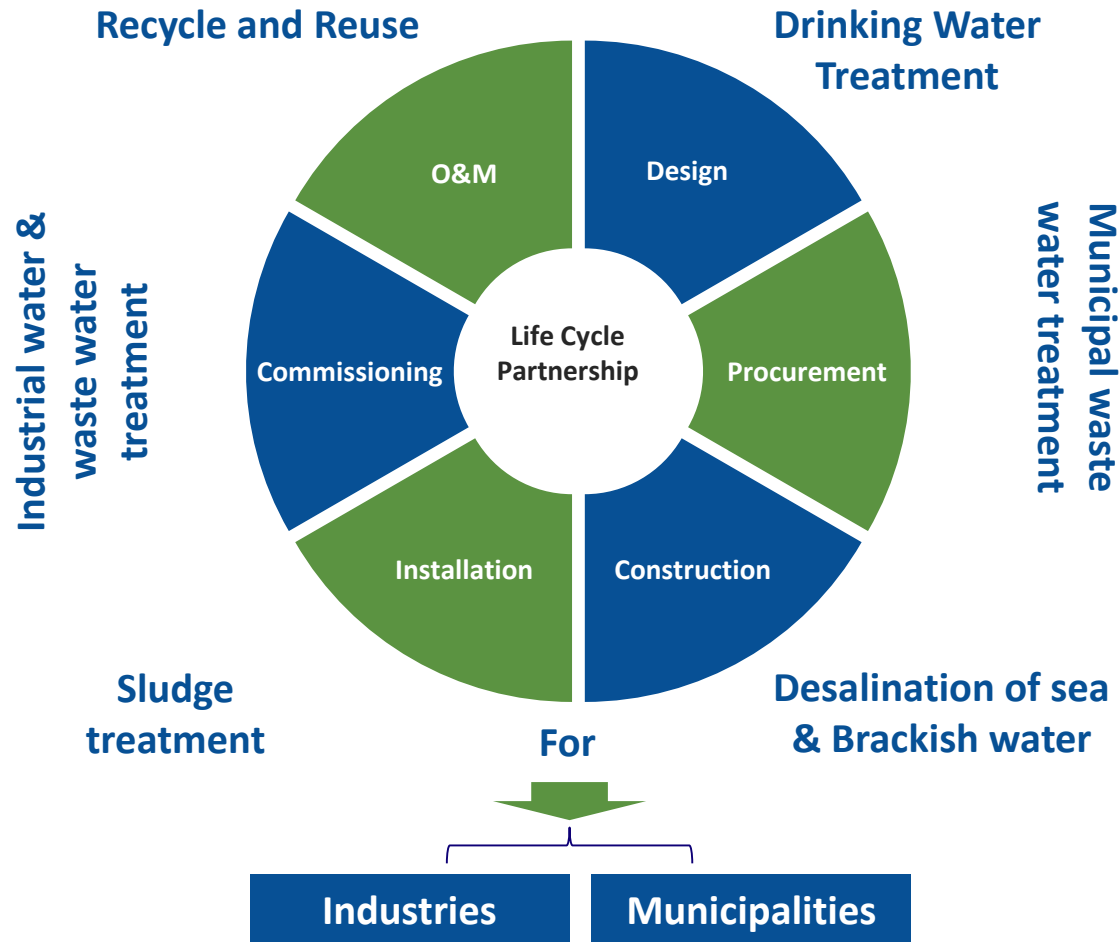 Recycle and Reuse
Drinking Water
Treatment
O&M
Design
Industrial water &
waste water
treatment
Commissioning
Life Cycle
Partnership
Procurement
Municipal waste
water treatment
Installation
Construction
Sludge
treatment
For
Desalination of sea
& Brackish water
Industries
Municipalities